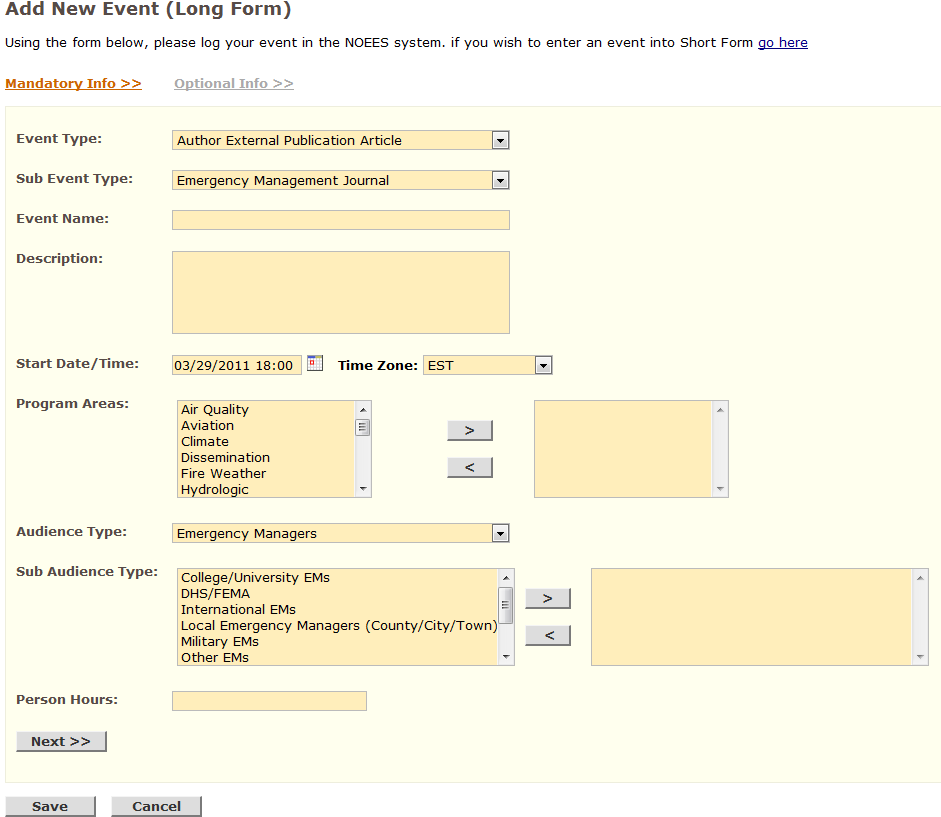 Add New Event (Long Form)
Using the form below, please log your event in the NOEES system. if you wish to enter an event into Short Form go here
Mandatory Info >> Optional Info >>
Event Type: Author External Publication Article
Sub Event Type: Emergency Management Journal
Event Name:
Description:
Start Date/Time: 03/29/2011 18:00 Time Zone: EST
Program Areas:
Air Quality
Aviation
Climate
Dissemination
Fire Weather
Hydrologic
>
<
Audience Type: Emergency Managers
Sub Audience Type:
College/University EMs
DHS/FEMA
International EMs
Local Emergency Managers (County/City/Town)
Military EMs
Other EMs
>
<
Person Hours:
Next >>
Save Cancel